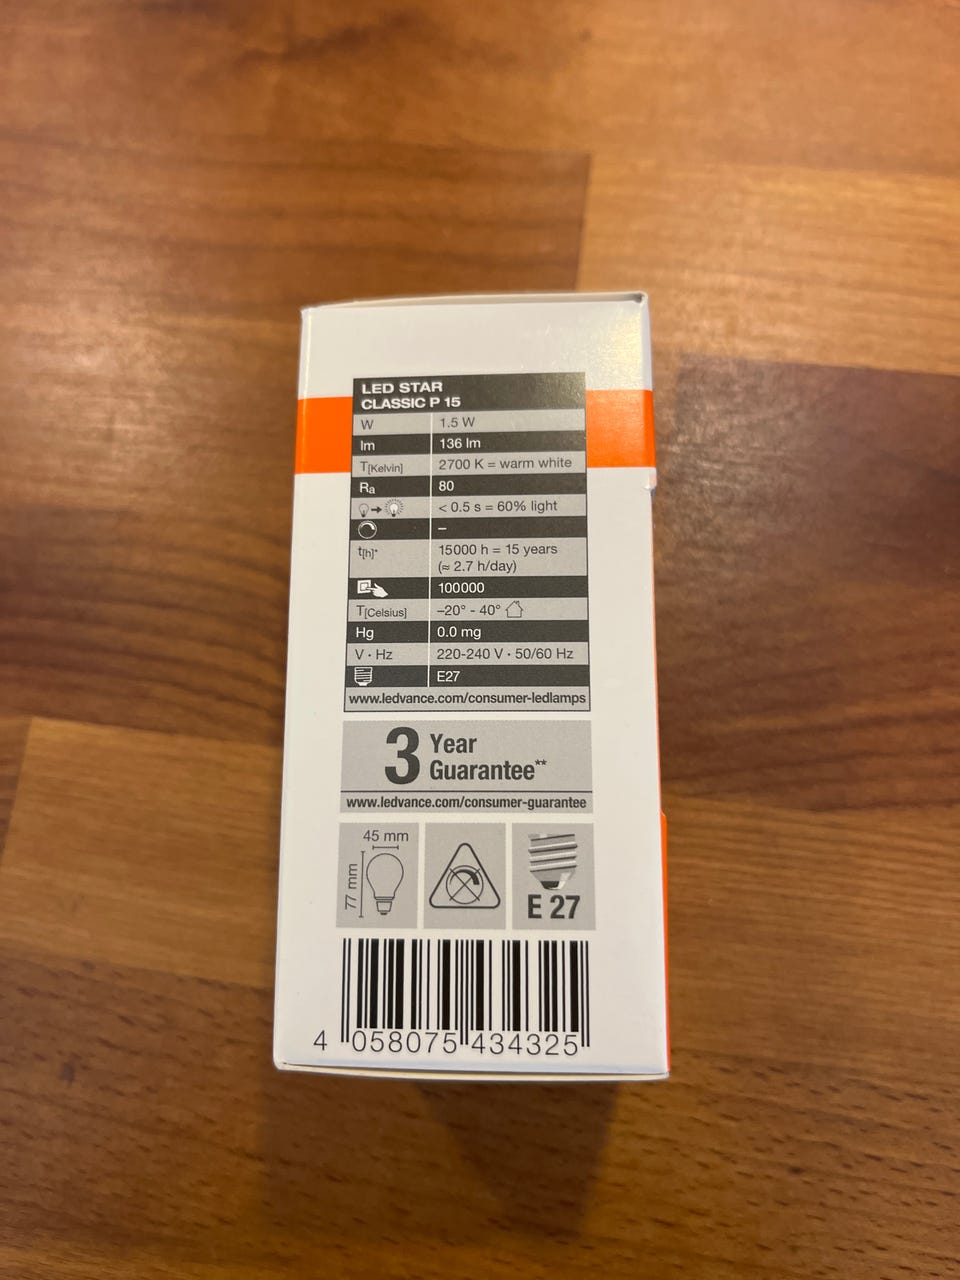 LED STAR
CLASSIC P 15
W 1.5 W
lm 136 lm
T[Kelvin] 2700 K = warm white
Ra 80
< 0.5 s = 60% light
–
t[h]* 15000 h = 15 years
(≈ 2.7 h/day)
100000
T[Celsius] –20° - 40°
Hg 0.0 mg
V · Hz 220-240 V · 50/60 Hz
E27
www.ledvance.com/consumer-ledlamps
3 Year
Guarantee**
www.ledvance.com/consumer-guarantee
45 mm
77 mm
E 27
4 058075 434325